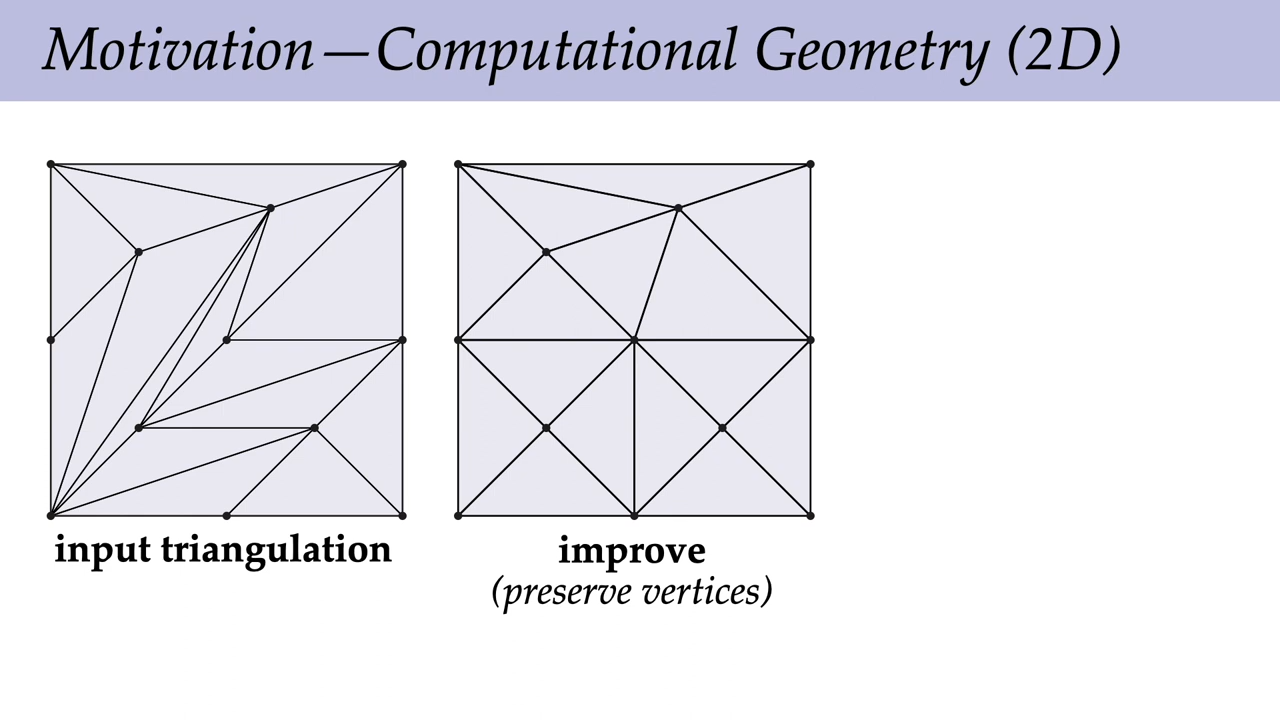 Motivation—Computational Geometry (2D)
input triangulation
improve
(preserve vertices)